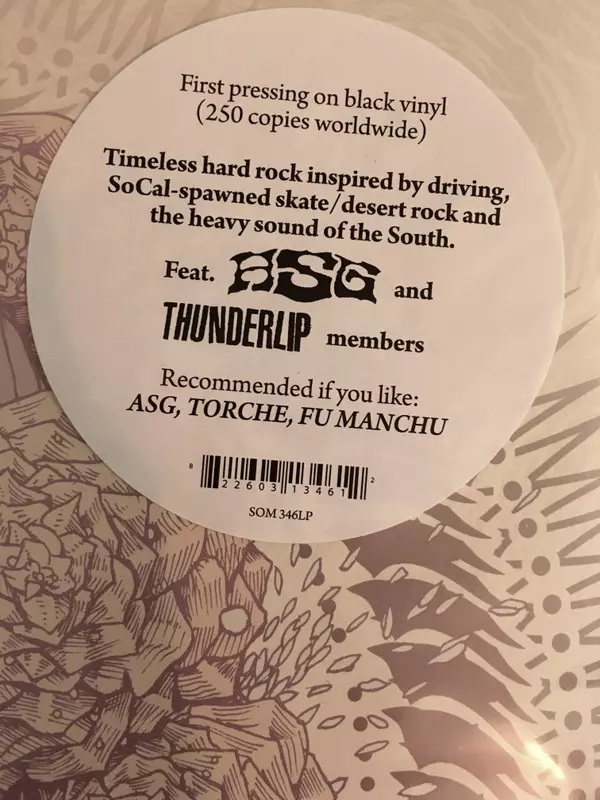 First pressing on black vinyl
(250 copies worldwide)
Timeless hard rock inspired by driving,
SoCal-spawned skate/desert rock and
the heavy sound of the South.
Feat. ASG and
THUNDERLIP members
Recommended if you like:
ASG, TORCHE, FU MANCHU
8 22603 13461 2
SOM 346LP